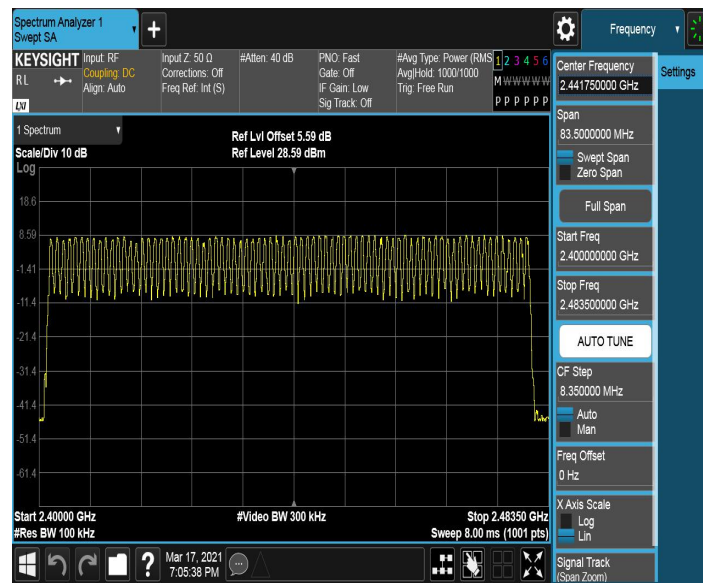 Spectrum Analyzer 1
Swept SA
+
Frequency
KEYSIGHT
RL
LXI
Input: RF
Coupling: DC
Align: Auto
Input Z: 50 Ω
Corrections: Off
Freq Ref: Int (S)
#Atten: 40 dB
PNO: Fast
Gate: Off
IF Gain: Low
Sig Track: Off
#Avg Type: Power (RMS
Avg|Hold: 1000/1000
Trig: Free Run
1 2 3 4 5 6
M W W W W W
P P P P P P
1 Spectrum
Scale/Div 10 dB
Log
Ref Lvl Offset 5.59 dB
Ref Level 28.59 dBm
18.6
8.59
-1.41
-11.4
-21.4
-31.4
-41.4
-51.4
-61.4
Start 2.40000 GHz
#Res BW 100 kHz
#Video BW 300 kHz
Stop 2.48350 GHz
Sweep 8.00 ms (1001 pts)
Center Frequency
2.441750000 GHz
Settings
Span
83.5000000 MHz
Swept Span
Zero Span
Full Span
Start Freq
2.400000000 GHz
Stop Freq
2.483500000 GHz
AUTO TUNE
CF Step
8.350000 MHz
Auto
Man
Freq Offset
0 Hz
X Axis Scale
Log
Lin
Signal Track
(Span Zoom)
?
Mar 17, 2021
7:05:38 PM